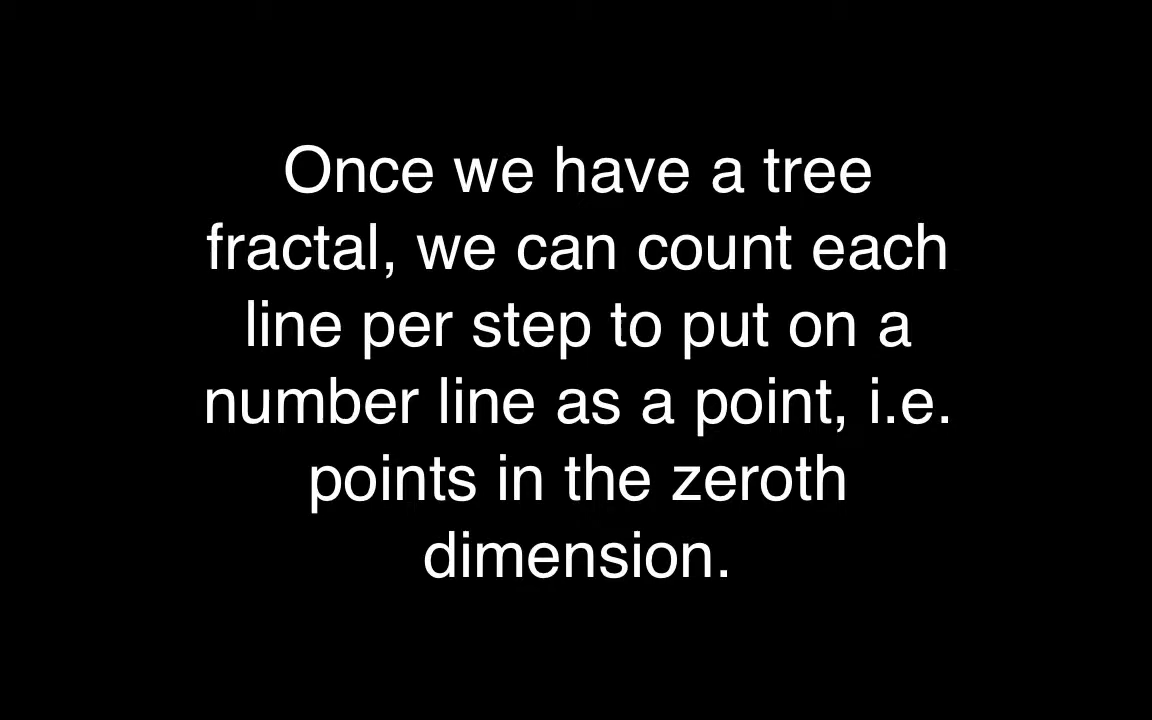 Once we have a tree
fractal, we can count each
line per step to put on a
number line as a point, i.e.
points in the zeroth
dimension.